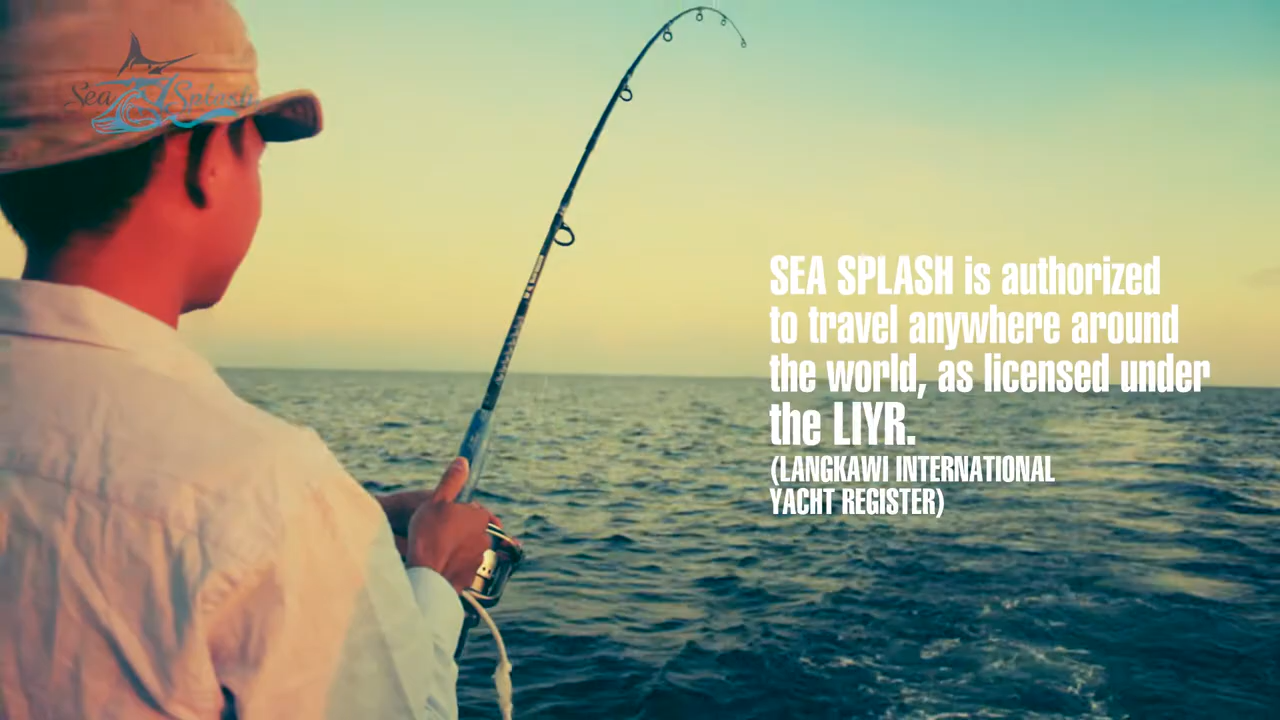 Sea Splash
SEA SPLASH is authorized
to travel anywhere around
the world, as licensed under
the LIYR.
(LANGKAWI INTERNATIONAL
YACHT REGISTER)